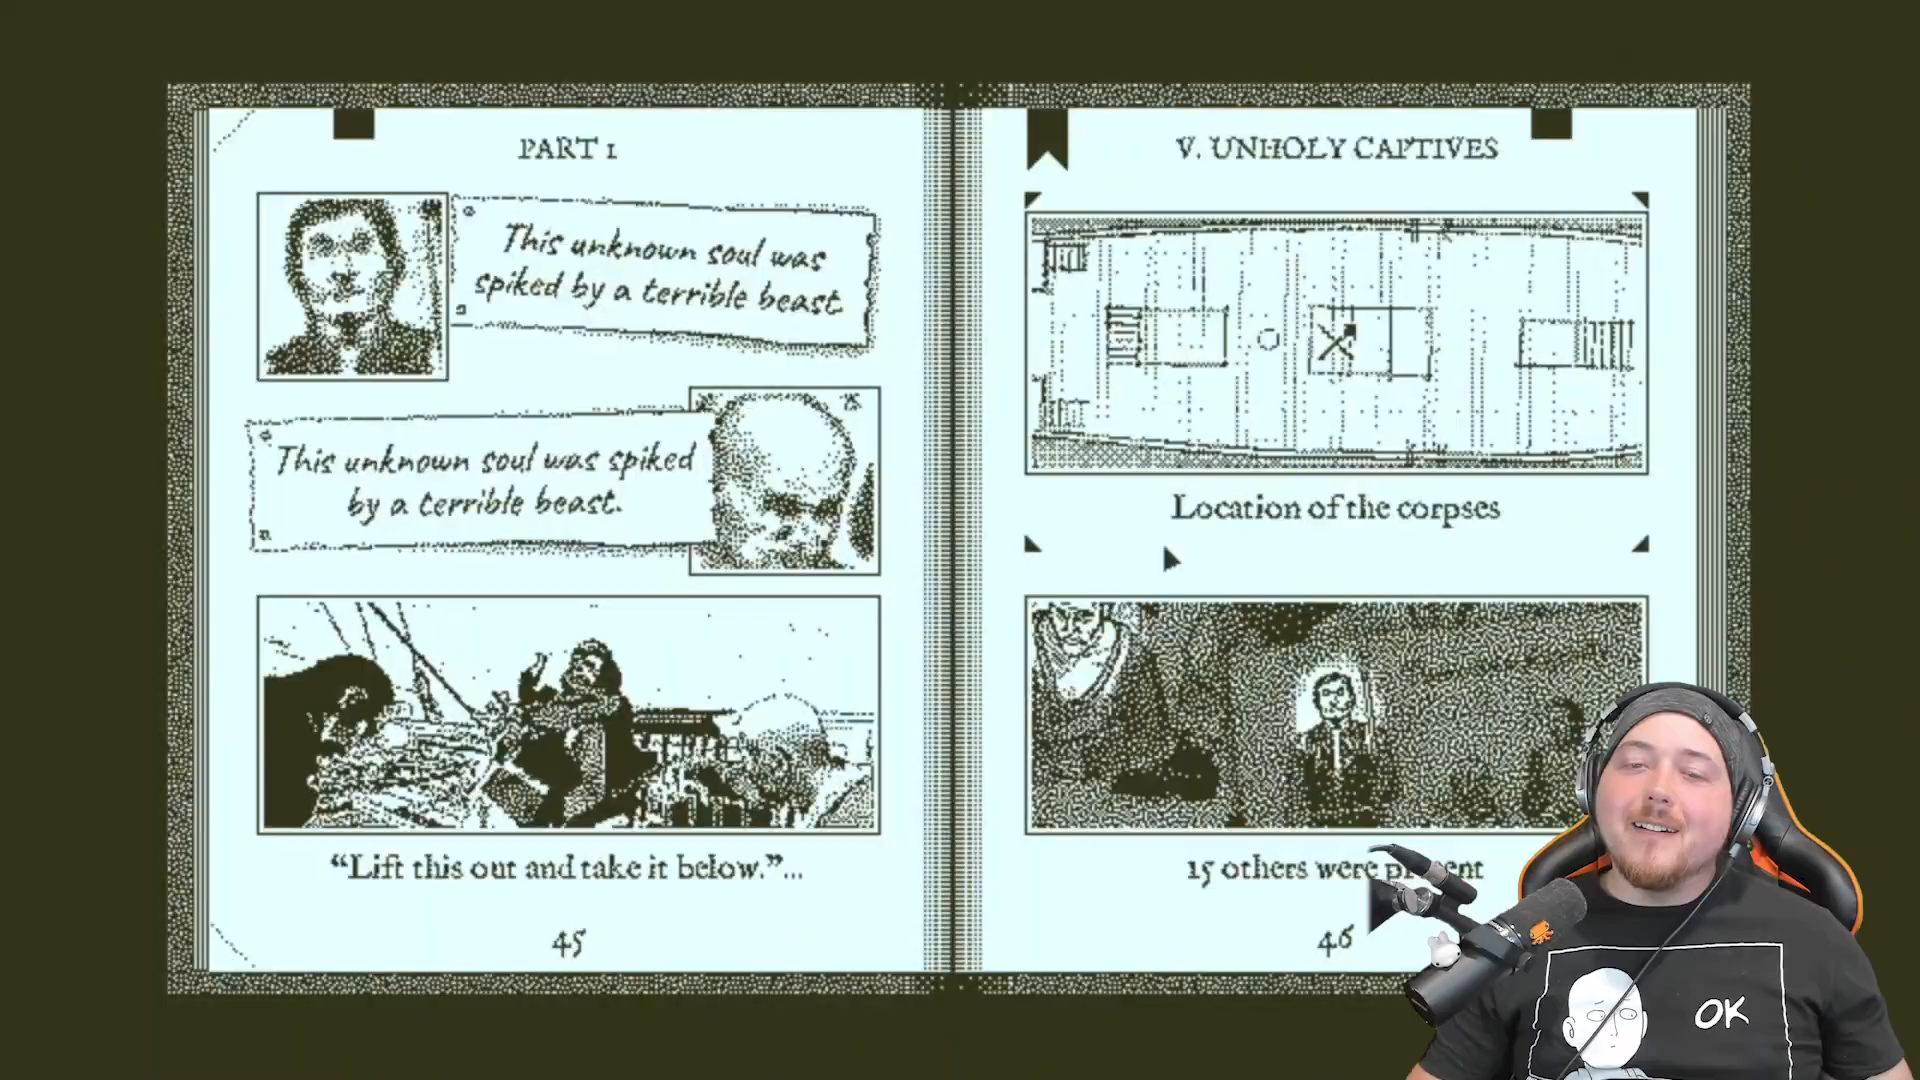 PART 1
This unknown soul was
spiked by a terrible beast.
This unknown soul was spiked
by a terrible beast.
"Lift this out and take it below."...
45
V. UNHOLY CAPTIVES
Location of the corpses
15 others were present
46
OK